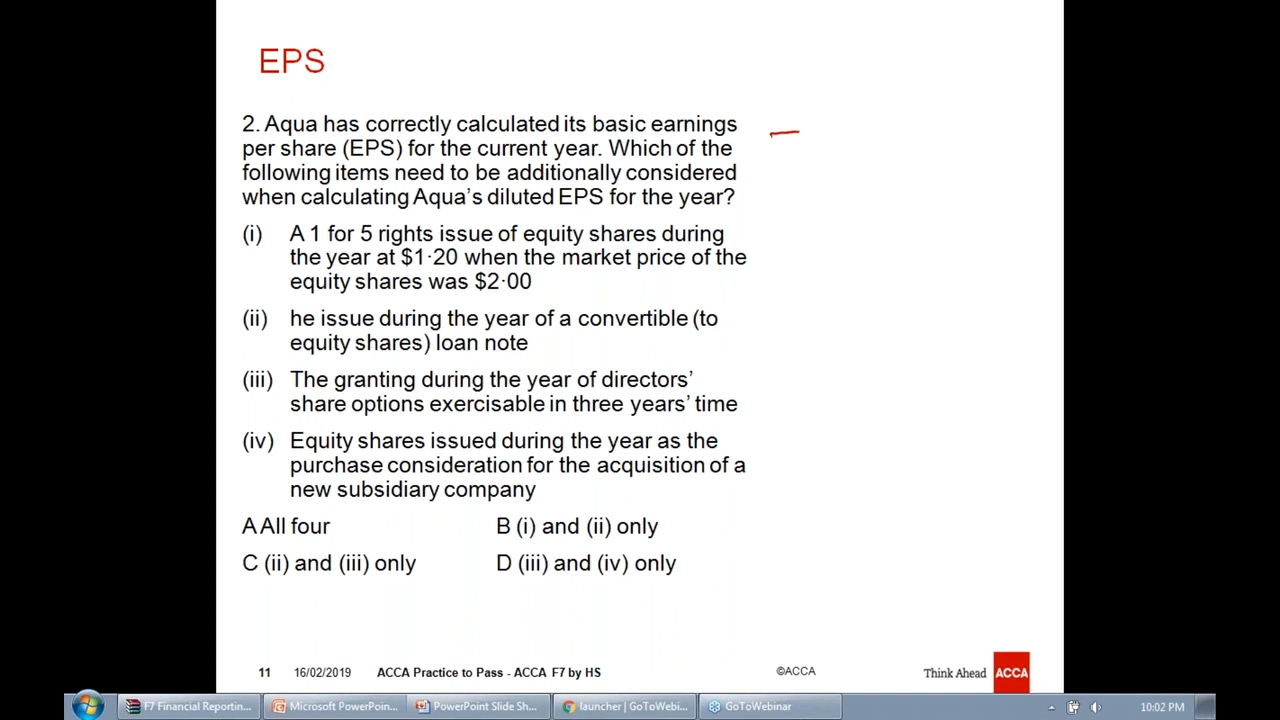 EPS
2. Aqua has correctly calculated its basic earnings
per share (EPS) for the current year. Which of the
following items need to be additionally considered
when calculating Aqua's diluted EPS for the year?
(i) A 1 for 5 rights issue of equity shares during
the year at $1·20 when the market price of the
equity shares was $2·00
(ii) he issue during the year of a convertible (to
equity shares) loan note
(iii) The granting during the year of directors'
share options exercisable in three years' time
(iv) Equity shares issued during the year as the
purchase consideration for the acquisition of a
new subsidiary company
A All four B (i) and (ii) only
C (ii) and (iii) only D (iii) and (iv) only
11 16/02/2019 ACCA Practice to Pass - ACCA F7 by HS ©ACCA Think Ahead ACCA
F7 Financial Reportin... Microsoft PowerPoin... PowerPoint Slide Sh... launcher | GoToWebi... GoToWebinar 10:02 PM